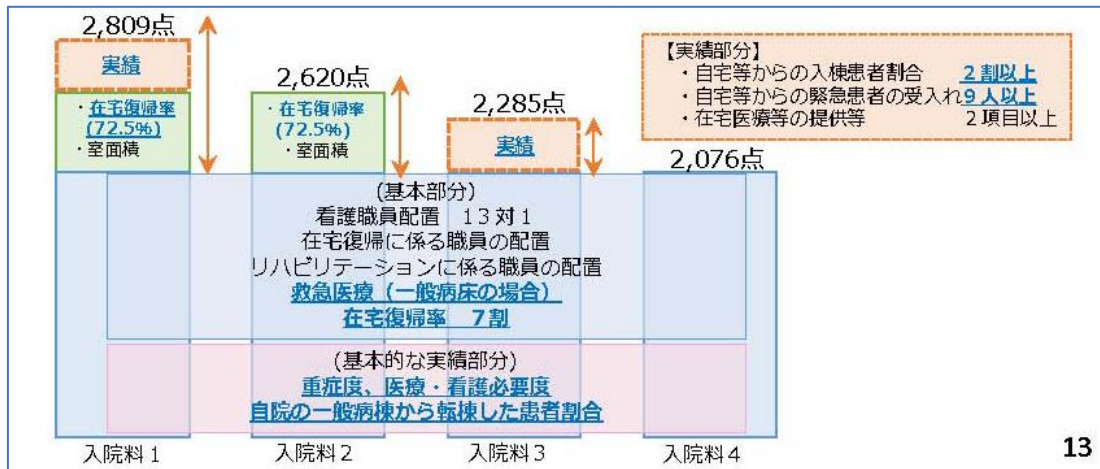 2,809点
実績
・在宅復帰率
(72.5%)
・室面積
2,620点
・在宅復帰率
(72.5%)
・室面積
2,285点
実績
2,076点
【実績部分】
・自宅等からの入棟患者割合 2割以上
・自宅等からの緊急患者の受入れ 9人以上
・在宅医療等の提供等 2項目以上
(基本部分)
看護職員配置 13対1
在宅復帰に係る職員の配置
リハビリテーションに係る職員の配置
救急医療(一般病床の場合)
在宅復帰率 7割
(基本的な実績部分)
重症度、医療・看護必要度
自院の一般病棟から転棟した患者割合
入院料1
入院料2
入院料3
入院料4
13